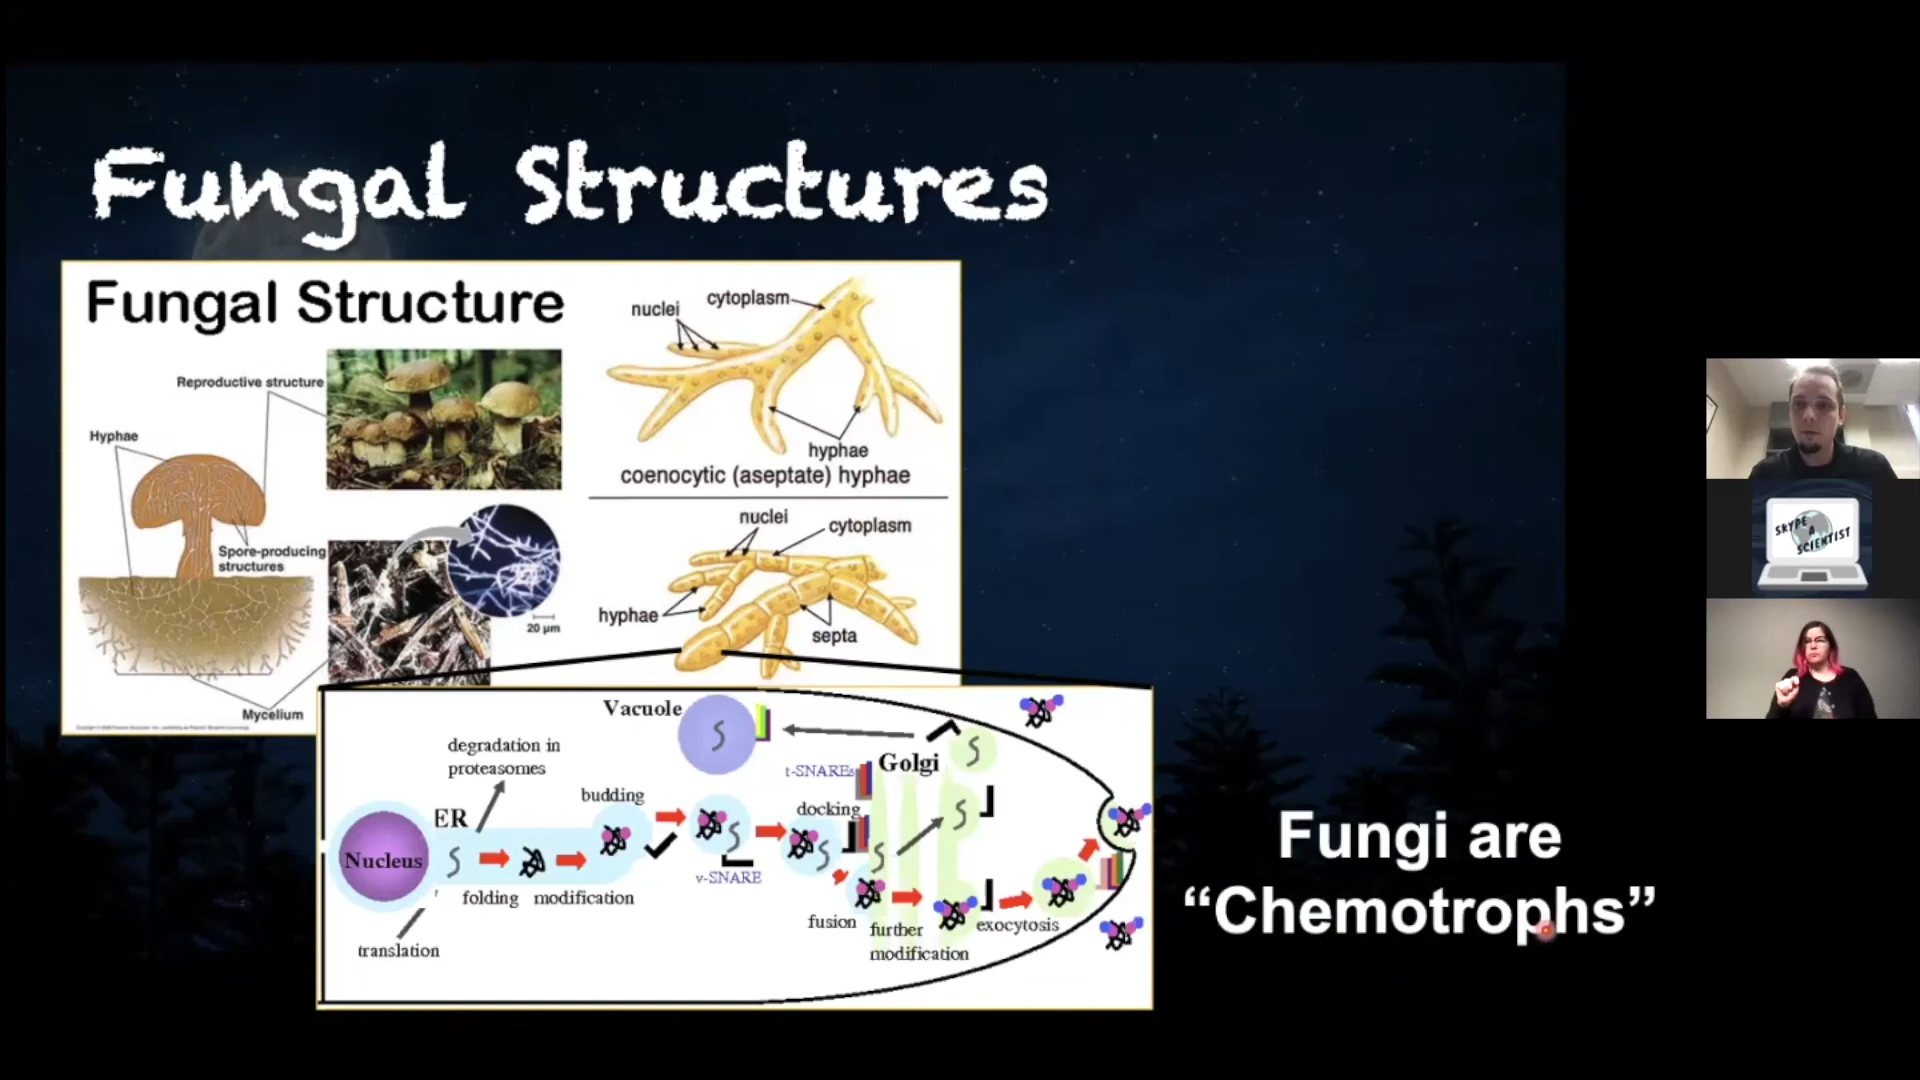 Fungal Structures
Fungal Structure
Reproductive structure
Hyphae
Spore-producing
structures
Mycelium
20 µm
nuclei
cytoplasm
hyphae
coenocytic (aseptate) hyphae
nuclei
cytoplasm
hyphae
septa
Vacuole
degradation in
proteasomes
budding
t-SNAREs
Golgi
docking
ER
Nucleus
v-SNARE
folding
modification
fusion
further
modification
exocytosis
translation
Fungi are
“Chemotrophs”
SKYPE
A
SCIENTIST